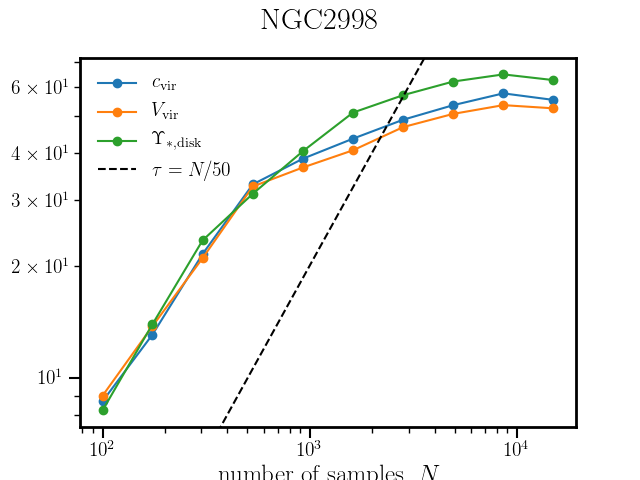 NGC2998
c_vir
V_vir
Υ_{*,disk}
τ = N/50
6 × 10¹
4 × 10¹
3 × 10¹
2 × 10¹
10¹
10² 10³ 10⁴
number of samples, N